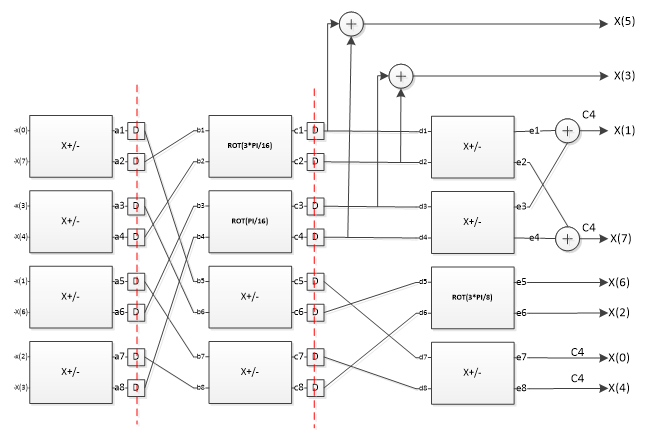 X(5)
X(3)
C4
-x(0) X+/- a1 D b1 ROT(3*PI/16) c1 D d1 X+/- e1 X(1)
-X(7) a2 D b2 c2 D d2 e2
-x(3) X+/- a3 D b3 ROT(PI/16) c3 D d3 X+/- e3
C4
-X(4) a4 D b4 c4 D d4 e4 X(7)
-x(1) X+/- a5 D b5 X+/- c5 D d5 ROT(3*PI/8) e5 X(6)
-X(6) a6 D b6 c6 D d6 e6 X(2)
C4
-x(2) X+/- a7 D b7 X+/- c7 D d7 X+/- e7 X(0)
C4
-X(3) a8 D b8 c8 D d8 e8 X(4)